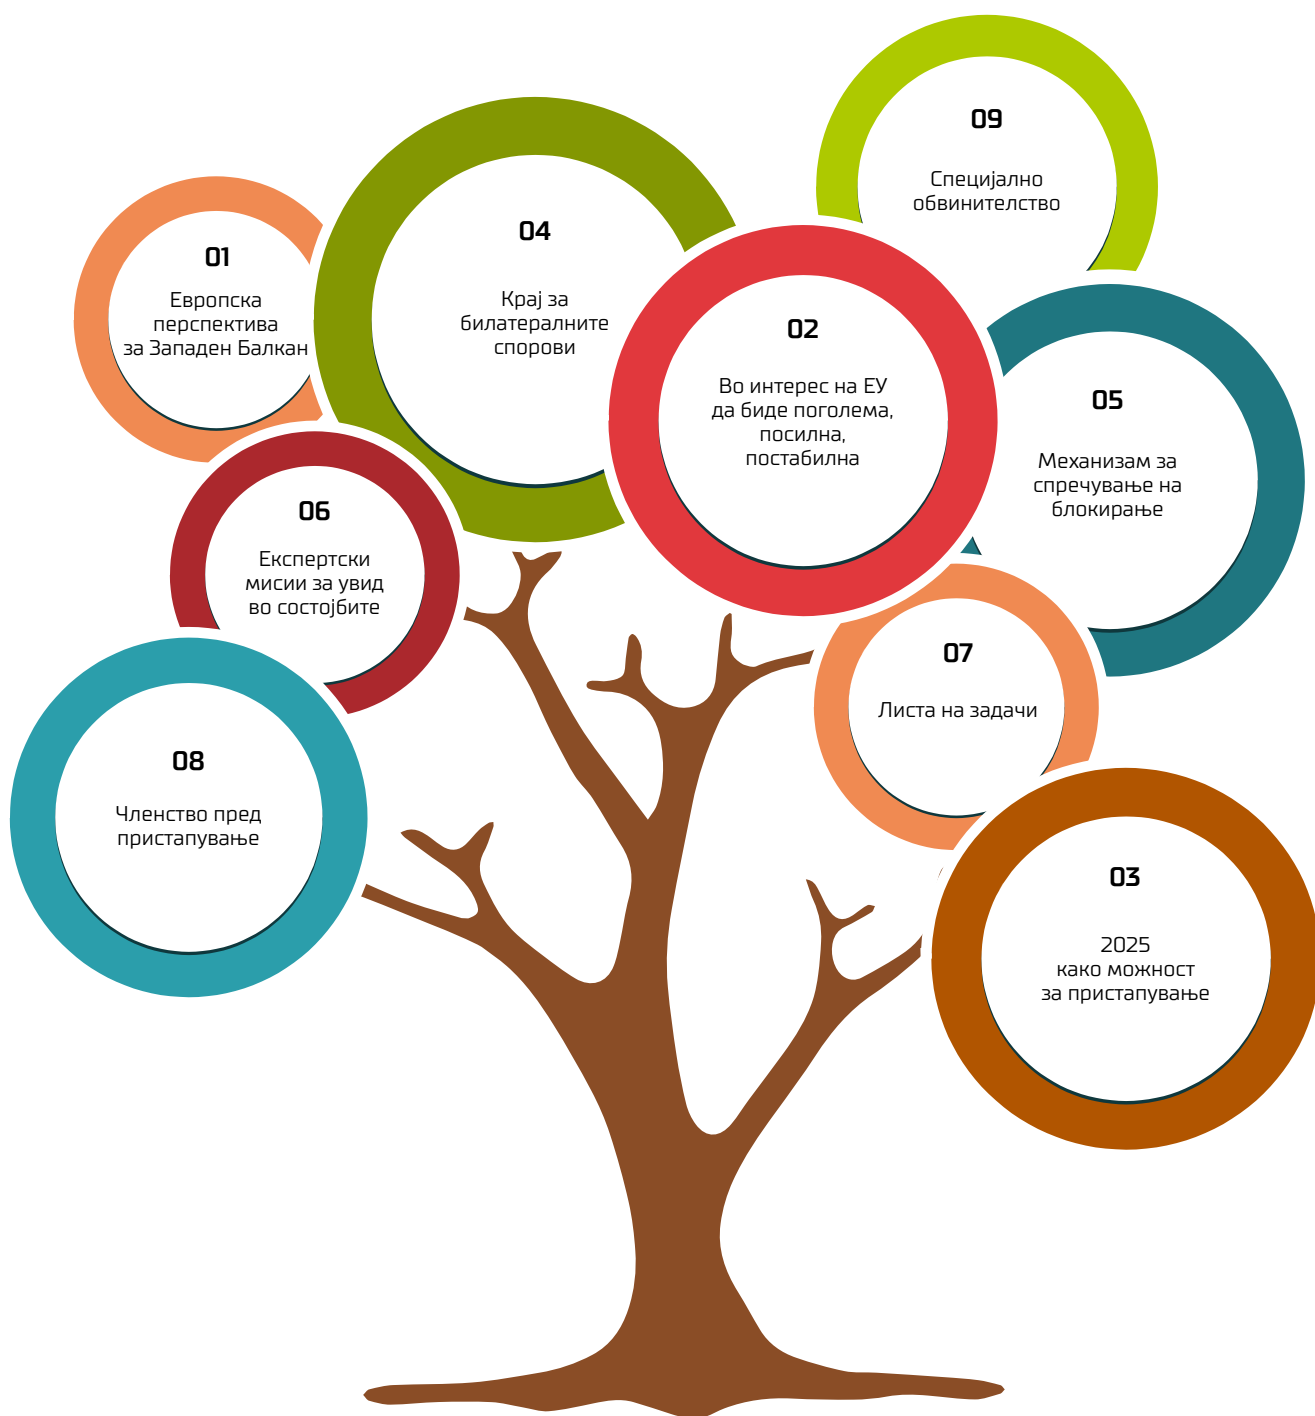 01
Европска
перспектива
за Западен Балкан
04
Крај за
билатералните
спорови
09
Специјално
обвинителство
02
Во интерес на ЕУ
да биде поголема,
посилна,
постабилна
05
Механизам за
спречување на
блокирање
06
Експертски
мисии за увид
во состојбите
07
Листа на задачи
08
Членство пред
пристапување
03
2025
како можност
за пристапување